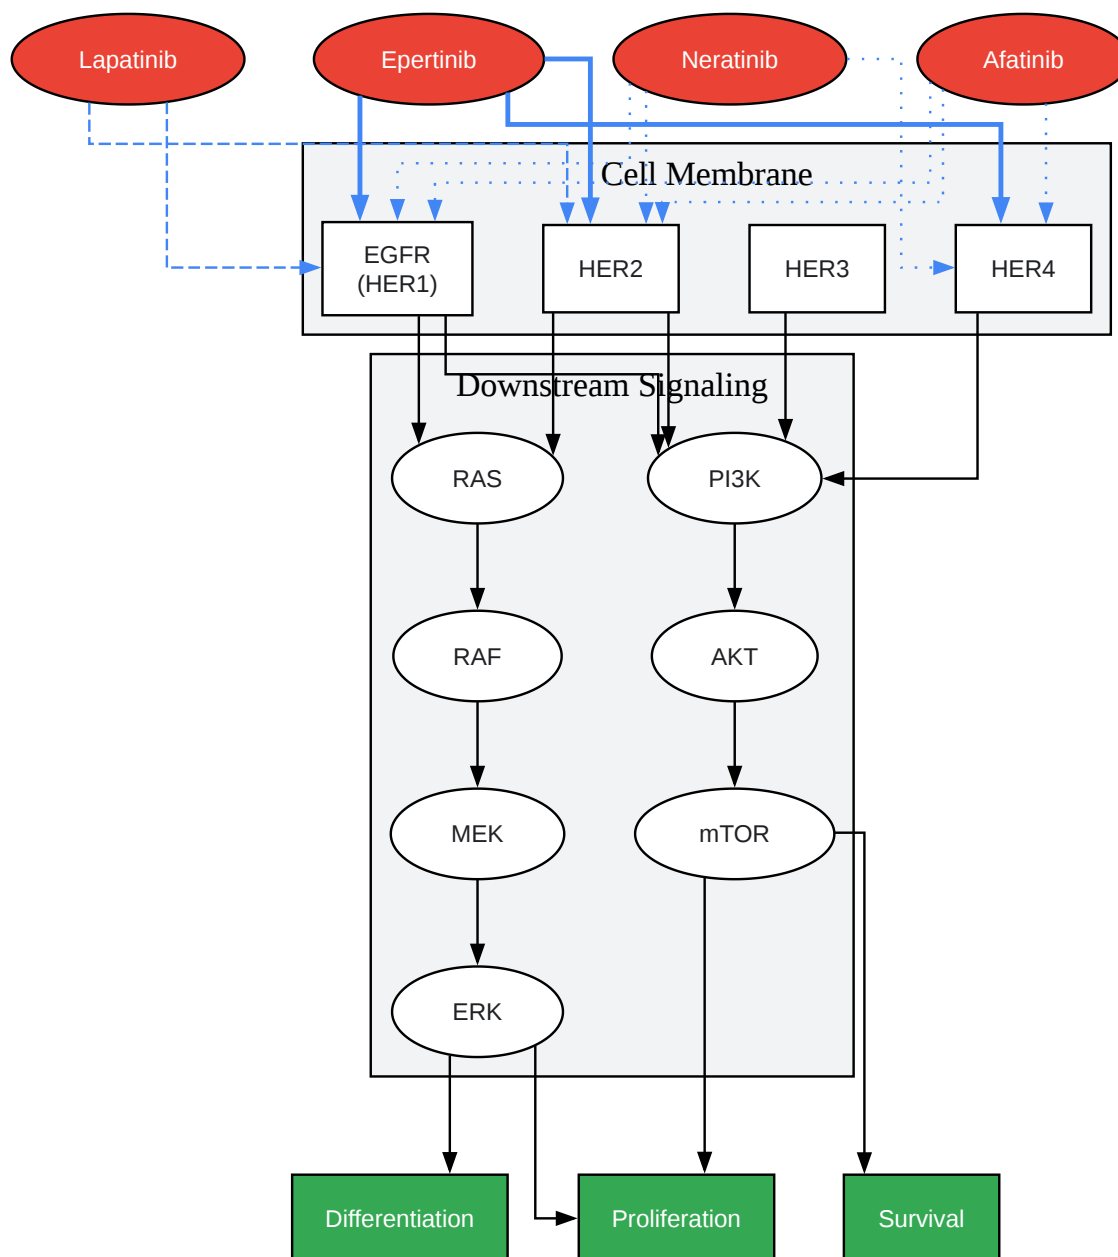 Lapatinib
Epertinib
Neratinib
Afatinib
Cell Membrane
EGFR
(HER1)
HER2
HER3
HER4
Downstream Signaling
RAS
PI3K
RAF
AKT
MEK
mTOR
ERK
Differentiation
Proliferation
Survival